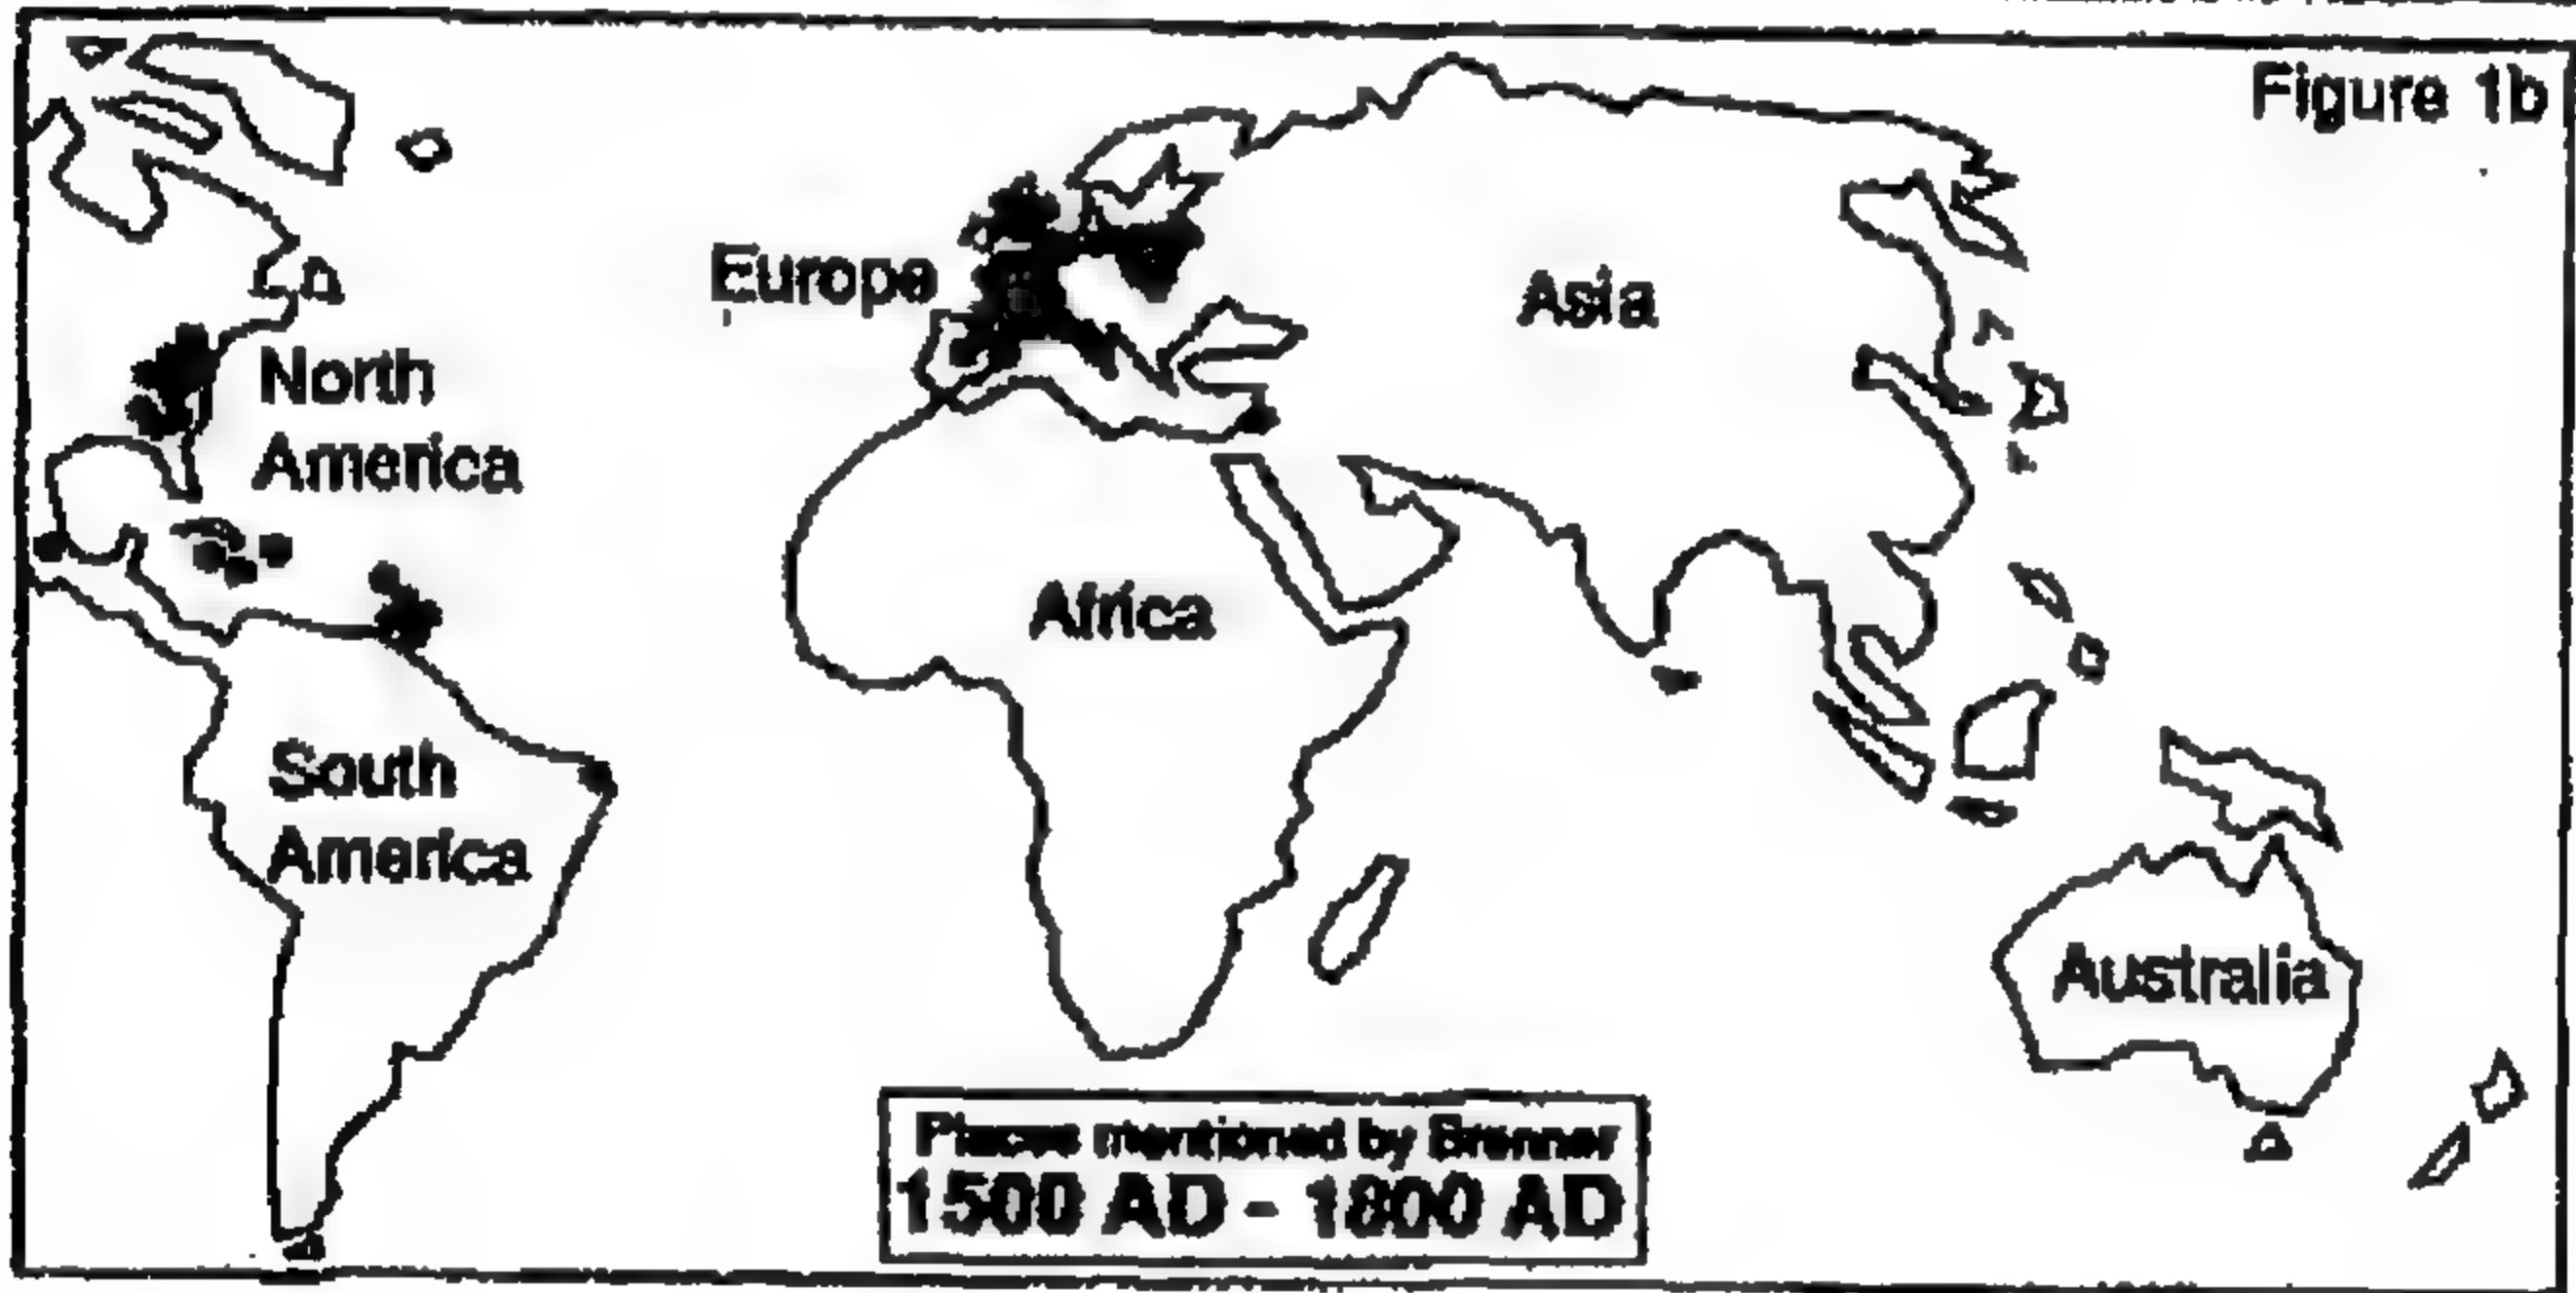 Figure 1b
Europe
Asia
North
America
Africa
South
America
Australia
Places mentioned by Brenner
1500 AD - 1800 AD